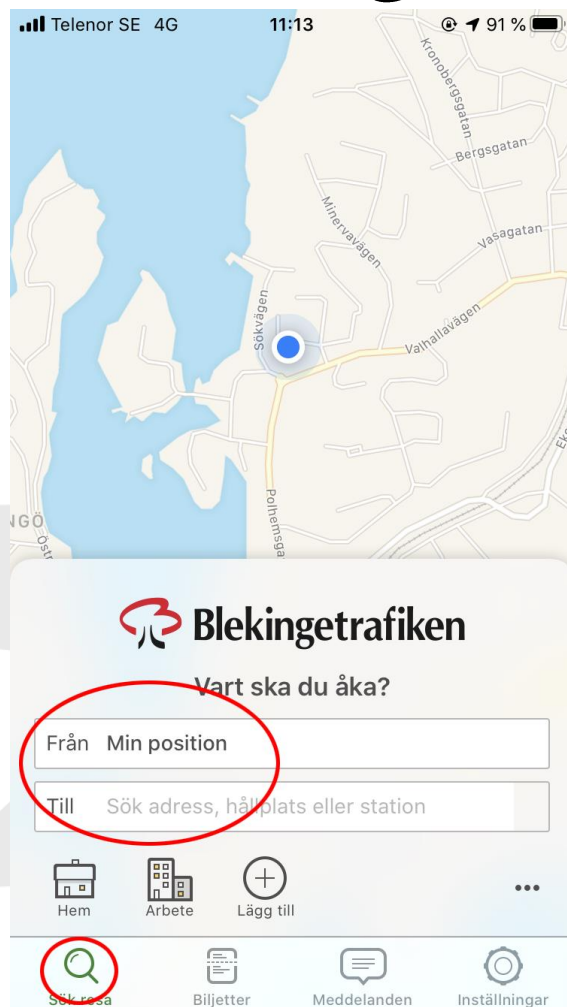 Telenor SE 4G 11:13 91 %
Kronobergsgatan
Bergsgatan
Minervavägen
Vasagatan
Sökvägen
Valhallavägen
Polhemsga
Östr
Blekingetrafiken
Vart ska du åka?
Från Min position
Till Sök adress, hållplats eller station
Hem Arbete Lägg till
Sök resa Biljetter Meddelanden Inställningar